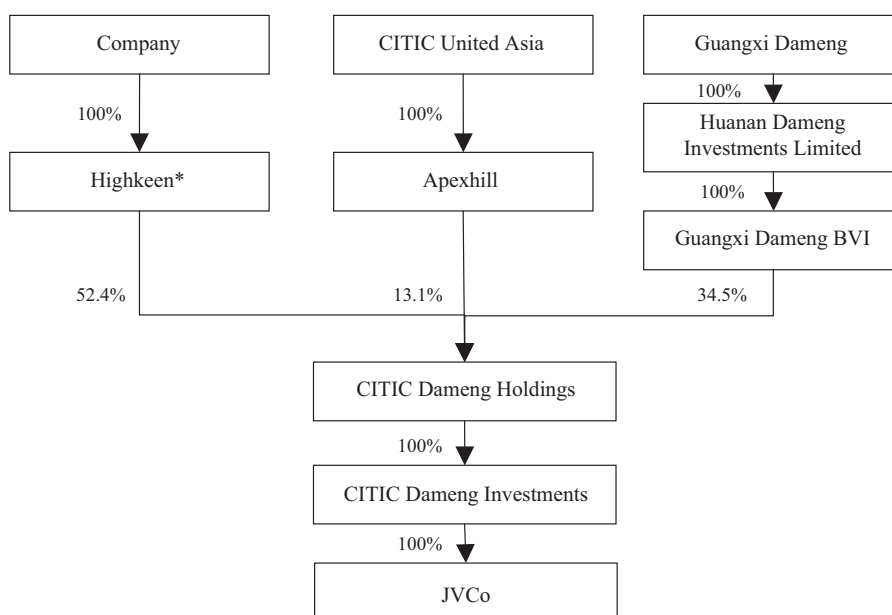 Company
CITIC United Asia
Guangxi Dameng
100%
100%
100%
Huanan Dameng
Investments Limited
Highkeen*
Apexhill
100%
Guangxi Dameng BVI
52.4%
13.1%
34.5%
CITIC Dameng Holdings
100%
CITIC Dameng Investments
100%
JVCo